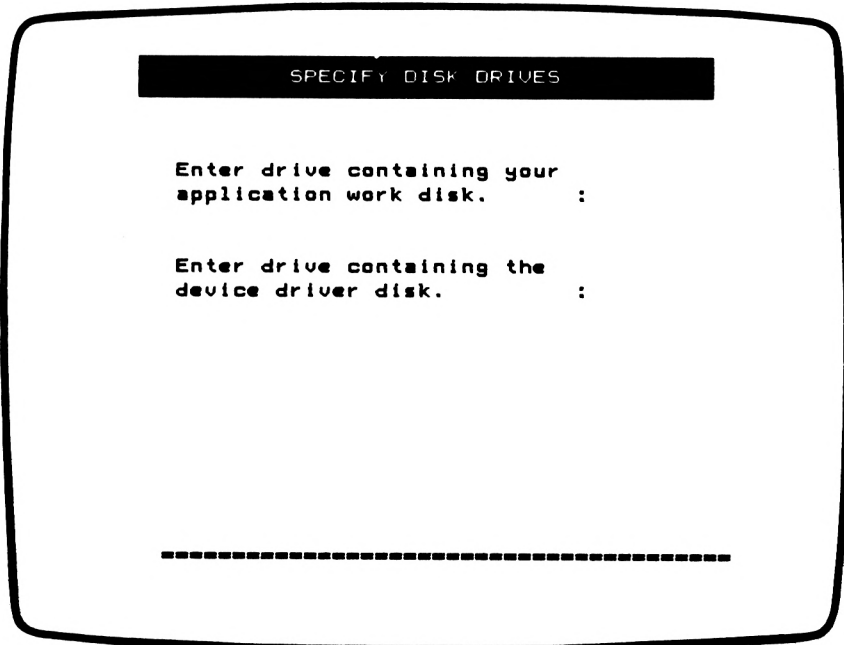 SPECIFY DISK DRIVES
Enter drive containing your
application work disk. :
Enter drive containing the
device driver disk. :